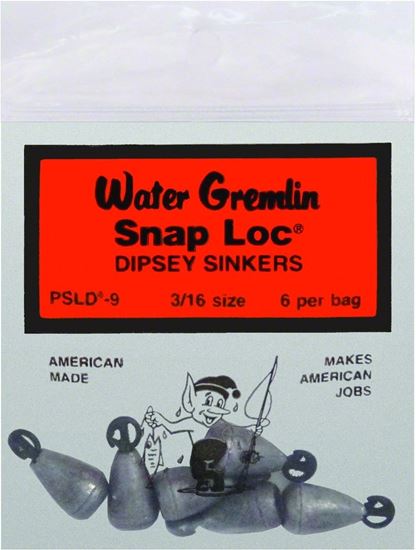 Water Gremlin
Snap Loc®
DIPSEY SINKERS
PSLD®-9 3/16 size 6 per bag
AMERICAN
MADE
MAKES
AMERICAN
JOBS